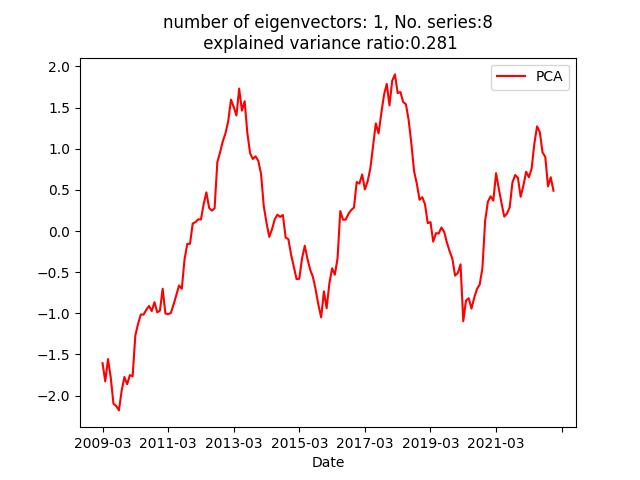 number of eigenvectors: 1, No. series:8
explained variance ratio:0.281
PCA
2.0
1.5
1.0
0.5
0.0
−0.5
−1.0
−1.5
−2.0
2009-03 2011-03 2013-03 2015-03 2017-03 2019-03 2021-03
Date